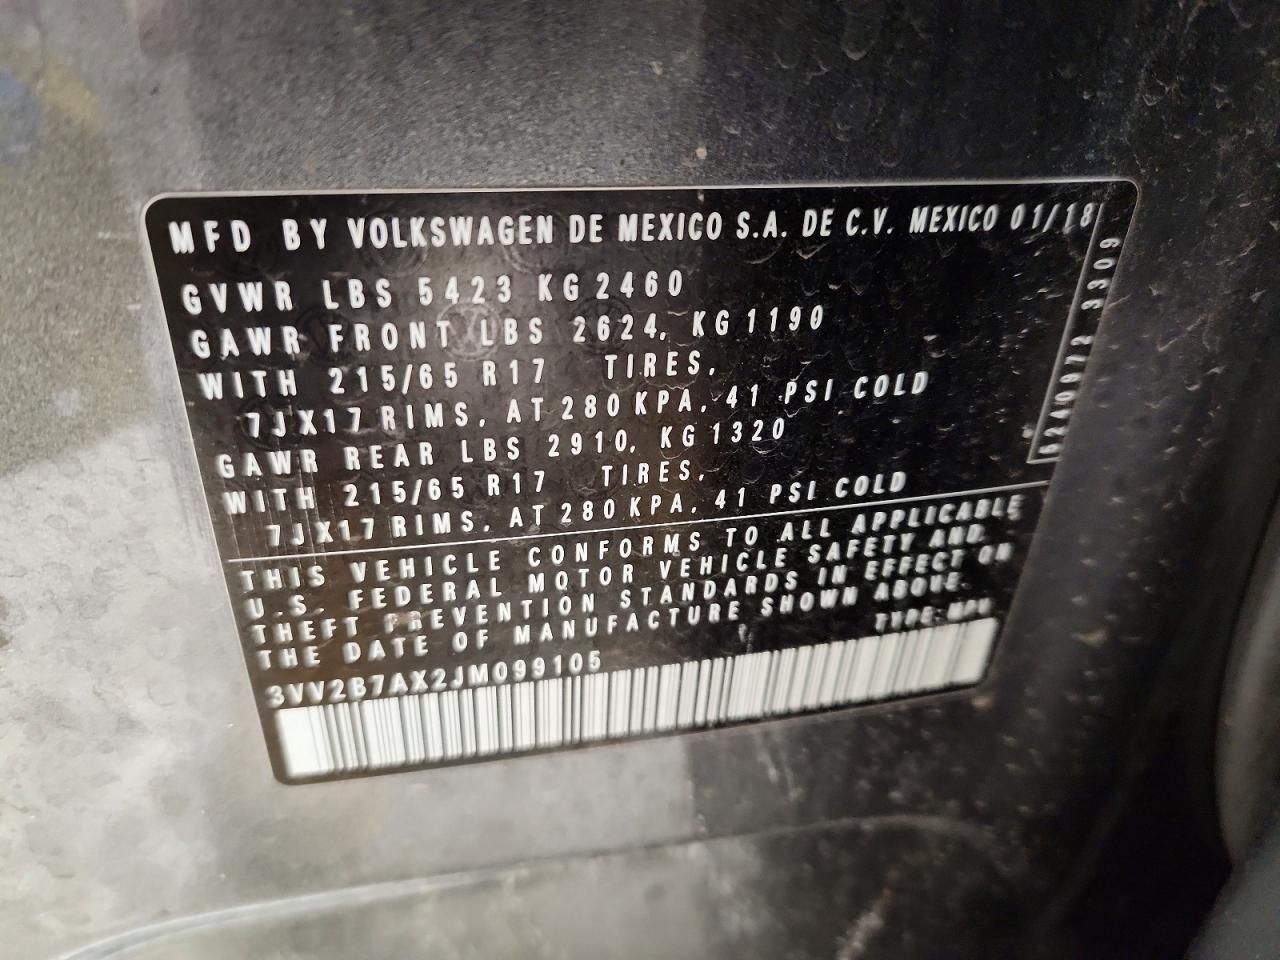 MFD BY VOLKSWAGEN DE MEXICO S.A. DE C.V. MEXICO 01/18
GVWR LBS 5423 KG 2460
GAWR FRONT LBS 2624, KG 1190
WITH 215/65 R17 TIRES,
7JX17 RIMS, AT 280 KPA, 41 PSI COLD
GAWR REAR LBS 2910, KG 1320
WITH 215/65 R17 TIRES,
7JX17 RIMS, AT 280 KPA, 41 PSI COLD
THIS VEHICLE CONFORMS TO ALL APPLICABLE
U.S. FEDERAL MOTOR VEHICLE SAFETY AND
THEFT PREVENTION STANDARDS IN EFFECT ON
THE DATE OF MANUFACTURE SHOWN ABOVE.
TYPE: MPV
3VV2B7AX2JM099105
3309